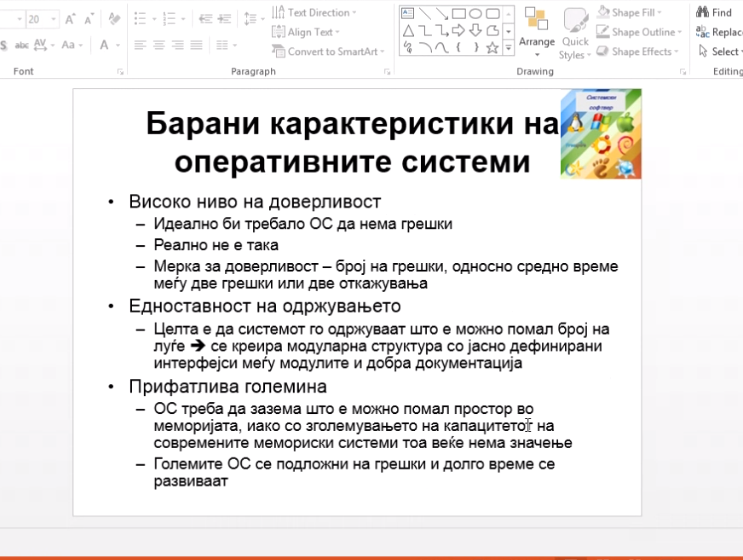 20
Text Direction
Align Text
Convert to SmartArt
Arrange
Quick
Styles
Shape Fill
Shape Outline
Shape Effects
Find
Replac
Select
S
abc
AV
Aa
A
Font
Paragraph
Drawing
Editing
Барани карактеристики на
оперативните системи
Системски
софтвер
• Високо ниво на доверливост
– Идеално би требало ОС да нема грешки
– Реално не е така
– Мерка за доверливост – број на грешки, односно средно време
меѓу две грешки или две откажувања
• Едноставност на одржувањето
– Целта е да системот го одржуваат што е можно помал број на
луѓе ➔ се креира модуларна структура со јасно дефинирани
интерфејси меѓу модулите и добра документација
• Прифатлива големина
– ОС треба да зазема што е можно помал простор во
меморијата, иако со зголемувањето на капацитетот на
современите мемориски системи тоа веќе нема значење
– Големите ОС се подложни на грешки и долго време се
развиваат